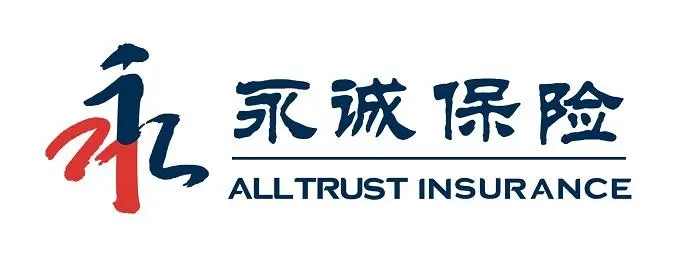 永诚保险
ALLTRUST INSURANCE